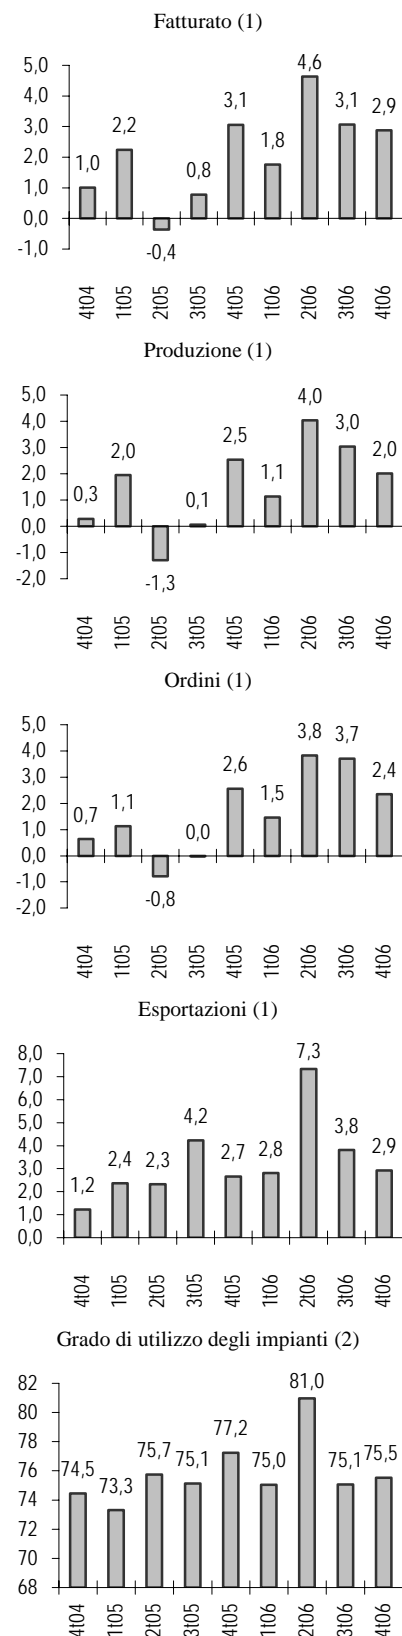 Fatturato (1)
5,0
4,0
3,0
2,0
1,0
0,0
-1,0
1,0
2,2
-0,4
0,8
3,1
1,8
4,6
3,1
2,9
4t04
1t05
2t05
3t05
4t05
1t06
2t06
3t06
4t06
Produzione (1)
5,0
4,0
3,0
2,0
1,0
0,0
-1,0
-2,0
0,3
2,0
-1,3
0,1
2,5
1,1
4,0
3,0
2,0
4t04
1t05
2t05
3t05
4t05
1t06
2t06
3t06
4t06
Ordini (1)
5,0
4,0
3,0
2,0
1,0
0,0
-1,0
-2,0
0,7
1,1
-0,8
0,0
2,6
1,5
3,8
3,7
2,4
4t04
1t05
2t05
3t05
4t05
1t06
2t06
3t06
4t06
Esportazioni (1)
8,0
7,0
6,0
5,0
4,0
3,0
2,0
1,0
0,0
1,2
2,4
2,3
4,2
2,7
2,8
7,3
3,8
2,9
4t04
1t05
2t05
3t05
4t05
1t06
2t06
3t06
4t06
Grado di utilizzo degli impianti (2)
82
80
78
76
74
72
70
68
74,5
73,3
75,7
75,1
77,2
75,0
81,0
75,1
75,5
4t04
1t05
2t05
3t05
4t05
1t06
2t06
3t06
4t06